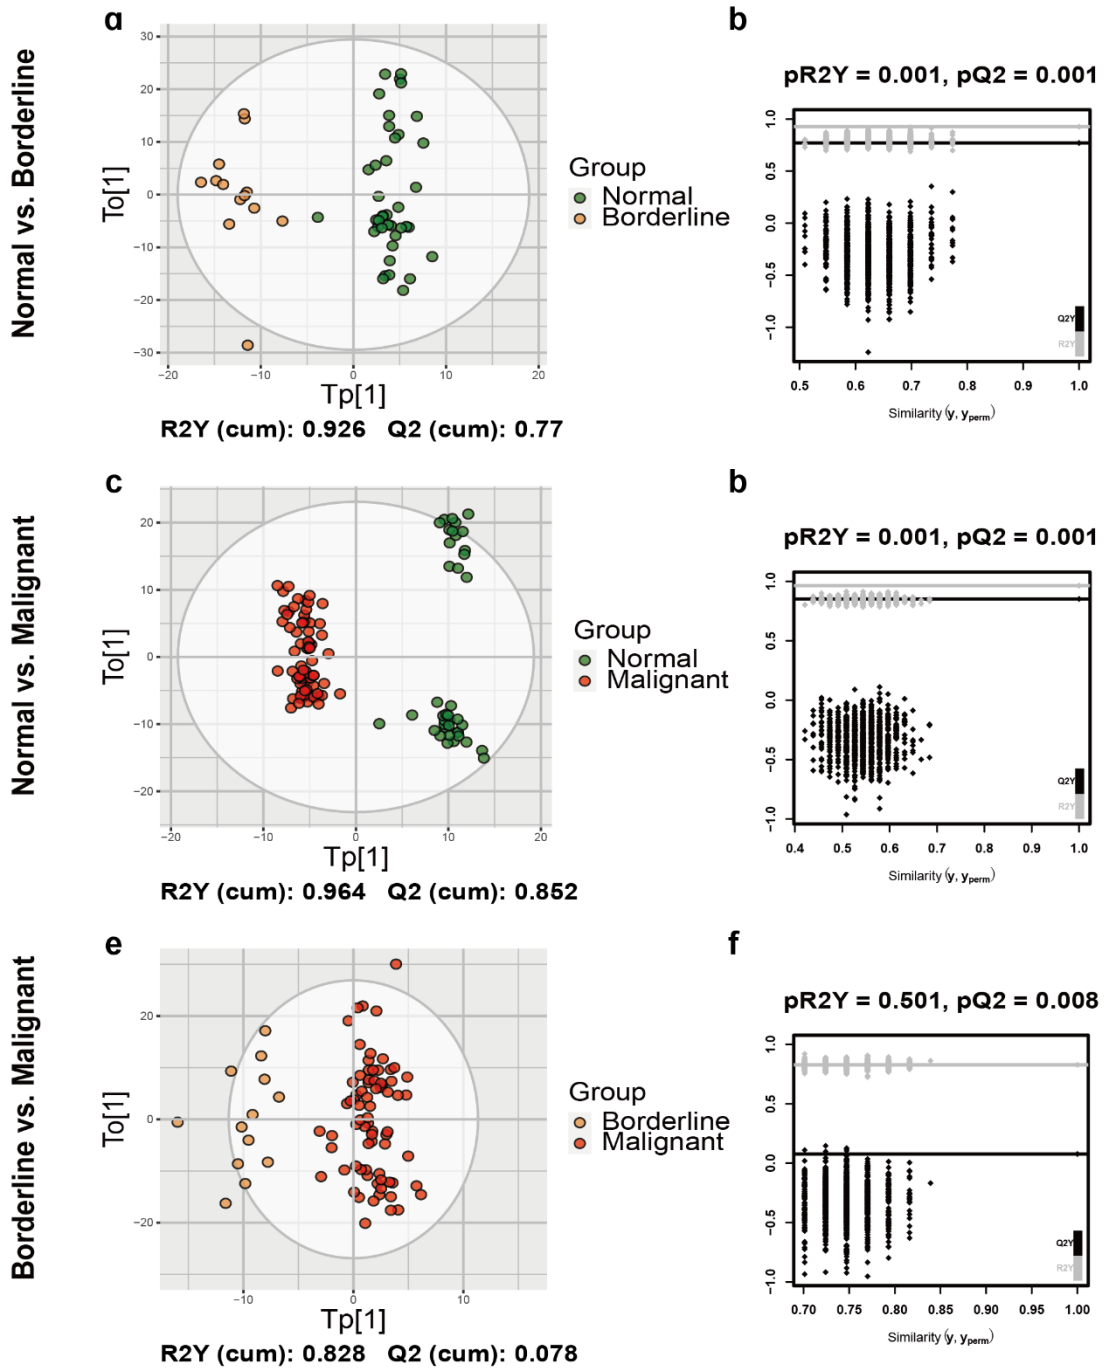 Normal vs. Borderline
a
30
20
10
0
−10
−20
−30
To[1]
−20 −10 0 10 20
Tp[1]
R2Y (cum): 0.926 Q2 (cum): 0.77
Group
Normal
Borderline
b
pR2Y = 0.001, pQ2 = 0.001
1.0
0.5
0.0
−0.5
−1.0
Q2Y
R2Y
0.5 0.6 0.7 0.8 0.9 1.0
Similarity (y, yperm)
Normal vs. Malignant
c
20
10
0
−10
−20
To[1]
−20 −10 0 10 20
Tp[1]
R2Y (cum): 0.964 Q2 (cum): 0.852
Group
Normal
Malignant
b
pR2Y = 0.001, pQ2 = 0.001
1.0
0.5
0.0
−0.5
−1.0
Q2Y
R2Y
0.4 0.5 0.6 0.7 0.8 0.9 1.0
Similarity (y, yperm)
Borderline vs. Malignant
e
20
0
−20
To[1]
−10 0 10
Tp[1]
R2Y (cum): 0.828 Q2 (cum): 0.078
Group
Borderline
Malignant
f
pR2Y = 0.501, pQ2 = 0.008
1.0
0.5
0.0
−0.5
−1.0
Q2Y
R2Y
0.70 0.75 0.80 0.85 0.90 0.95 1.00
Similarity (y, yperm)